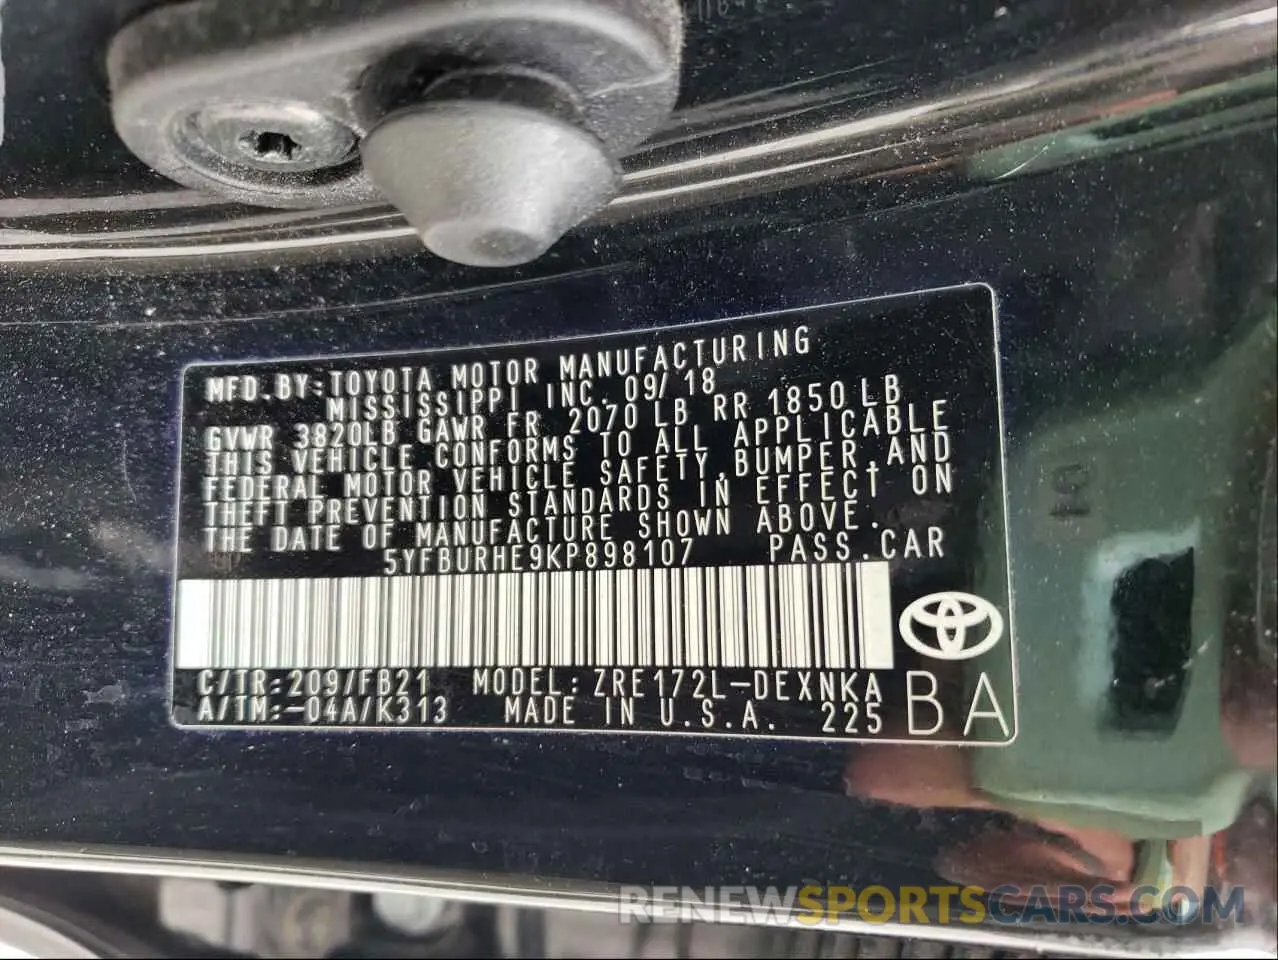 MFD.BY:TOYOTA MOTOR MANUFACTURING
MISSISSIPPI INC. 09/18
GVWR 3820LB GAWR FR 2070 LB RR 1850 LB
THIS VEHICLE CONFORMS TO ALL APPLICABLE
FEDERAL MOTOR VEHICLE SAFETY, BUMPER, AND
THEFT PREVENTION STANDARDS IN EFFECT ON
THE DATE OF MANUFACTURE SHOWN ABOVE.
5YFBURHE9KP898107 PASS.CAR
C/TR:209/FB21 MODEL:ZRE172L-DEXNKA
A/TM:-04A/K313 MADE IN U.S.A. 225
BA
RENEWSPORTSCARS.COM